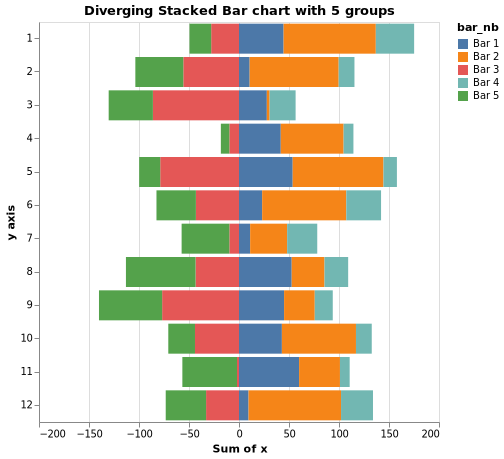 Diverging Stacked Bar chart with 5 groups
bar_nb
Bar 1
Bar 2
Bar 3
Bar 4
Bar 5
y axis
1
2
3
4
5
6
7
8
9
10
11
12
−200 −150 −100 −50 0 50 100 150 200
Sum of x